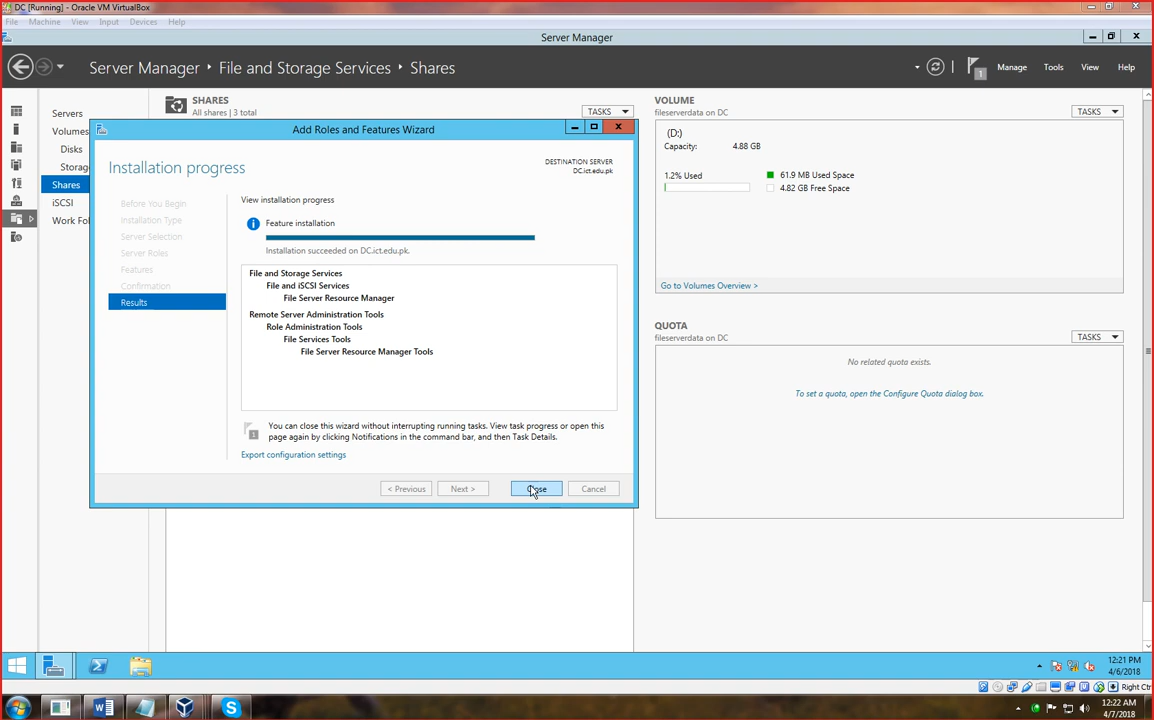 DC [Running] - Oracle VM VirtualBox
File Machine View Input Devices Help
Server Manager
Server Manager ‣ File and Storage Services ‣ Shares
1 Manage Tools View Help
Servers
Volumes
Disks
Storag
Shares
iSCSI
Work Fol
SHARES
All shares | 3 total
TASKS
Add Roles and Features Wizard
Installation progress
DESTINATION SERVER
DC.ict.edu.pk
Before You Begin
Installation Type
Server Selection
Server Roles
Features
Confirmation
Results
View installation progress
Feature installation
Installation succeeded on DC.ict.edu.pk.
File and Storage Services
File and iSCSI Services
File Server Resource Manager
Remote Server Administration Tools
Role Administration Tools
File Services Tools
File Server Resource Manager Tools
1
You can close this wizard without interrupting running tasks. View task progress or open this
page again by clicking Notifications in the command bar, and then Task Details.
Export configuration settings
< Previous Next > Close Cancel
VOLUME
fileserverdata on DC
TASKS
(D:)
Capacity: 4.88 GB
1.2% Used
61.9 MB Used Space
4.82 GB Free Space
Go to Volumes Overview >
QUOTA
fileserverdata on DC
TASKS
No related quota exists.
To set a quota, open the Configure Quota dialog box.
12:21 PM
4/6/2018
Right Ctr
12:22 AM
4/7/2018